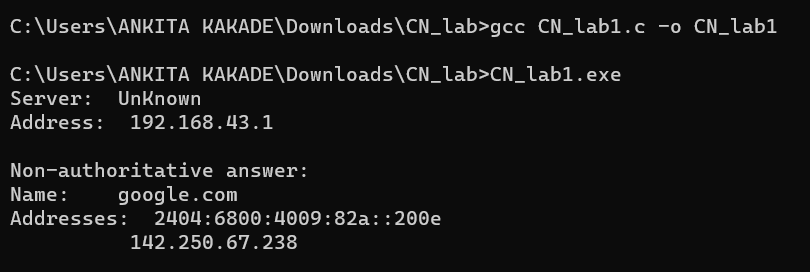 C:\Users\ANKITA KAKADE\Downloads\CN_lab>gcc CN_lab1.c -o CN_lab1
C:\Users\ANKITA KAKADE\Downloads\CN_lab>CN_lab1.exe
Server:  UnKnown
Address:  192.168.43.1
Non-authoritative answer:
Name:    google.com
Addresses:  2404:6800:4009:82a::200e
142.250.67.238